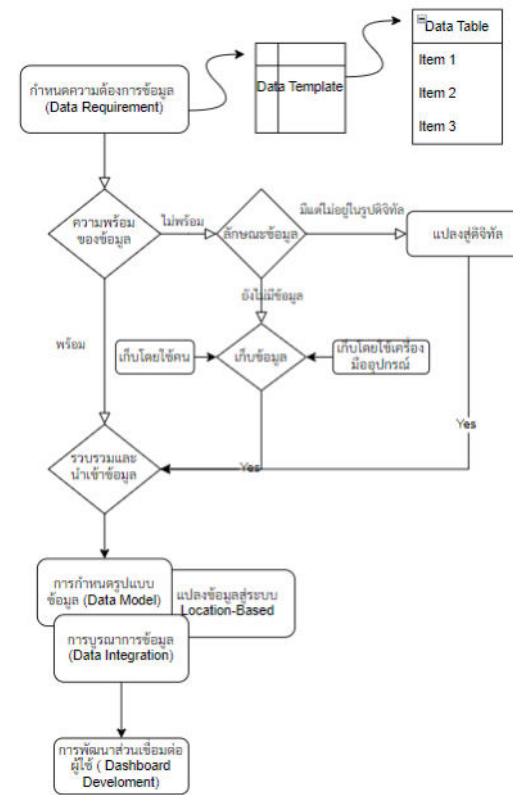 Data Table
Item 1
Item 2
Item 3
Data Template
กำหนดความต้องการข้อมูล
(Data Requirement)
ความพร้อม
ของข้อมูล
ไม่พร้อม
ลักษณะข้อมูล
มีแต่ไม่อยู่ในรูปดิจิทัล
แปลงสู่ดิจิทัล
ยังไม่มีข้อมูล
พร้อม
เก็บโดยใช้คน
เก็บข้อมูล
เก็บโดยใช้เครื่อง
มืออุปกรณ์
Yes
Yes
รวบรวมและ
นำเข้าข้อมูล
การกำหนดรูปแบบ
ข้อมูล (Data Model)
แปลงข้อมูลสู่ระบบ
Location-Based
การบูรณาการข้อมูล
(Data Integration)
การพัฒนาส่วนเชื่อมต่อ
ผู้ใช้ ( Dashboard
Develoment)